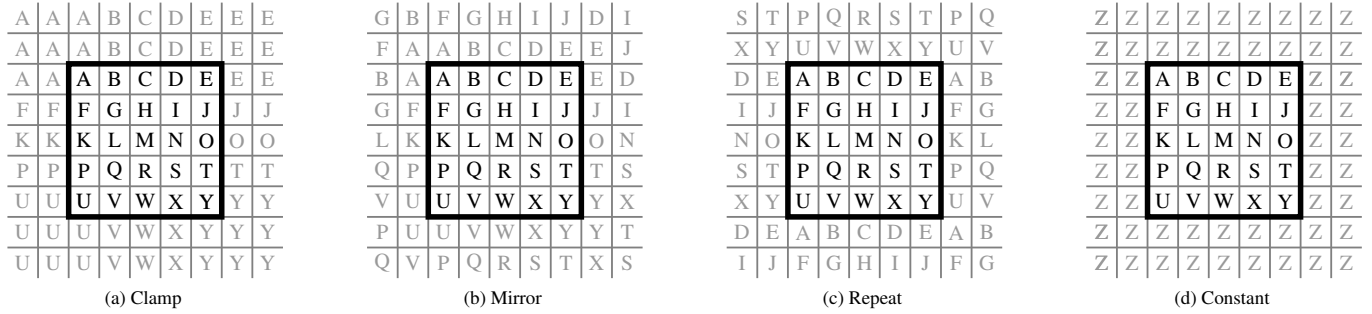 A A A B C D E E E
A A A B C D E E E
A A A B C D E E E
F F F G H I J J J
K K K L M N O O O
P P P Q R S T T T
U U U V W X Y Y Y
U U U V W X Y Y Y
U U U V W X Y Y Y
(a) Clamp
G B F G H I J D I
F A A B C D E E J
B A A B C D E E D
G F F G H I J J I
L K K L M N O O N
Q P P Q R S T T S
V U U V W X Y Y X
P U U V W X Y Y T
Q V P Q R S T X S
(b) Mirror
S T P Q R S T P Q
X Y U V W X Y U V
D E A B C D E A B
I J F G H I J F G
N O K L M N O K L
S T P Q R S T P Q
X Y U V W X Y U V
D E A B C D E A B
I J F G H I J F G
(c) Repeat
Z Z Z Z Z Z Z Z Z
Z Z Z Z Z Z Z Z Z
Z Z A B C D E Z Z
Z Z F G H I J Z Z
Z Z K L M N O Z Z
Z Z P Q R S T Z Z
Z Z U V W X Y Z Z
Z Z Z Z Z Z Z Z Z
Z Z Z Z Z Z Z Z Z
(d) Constant